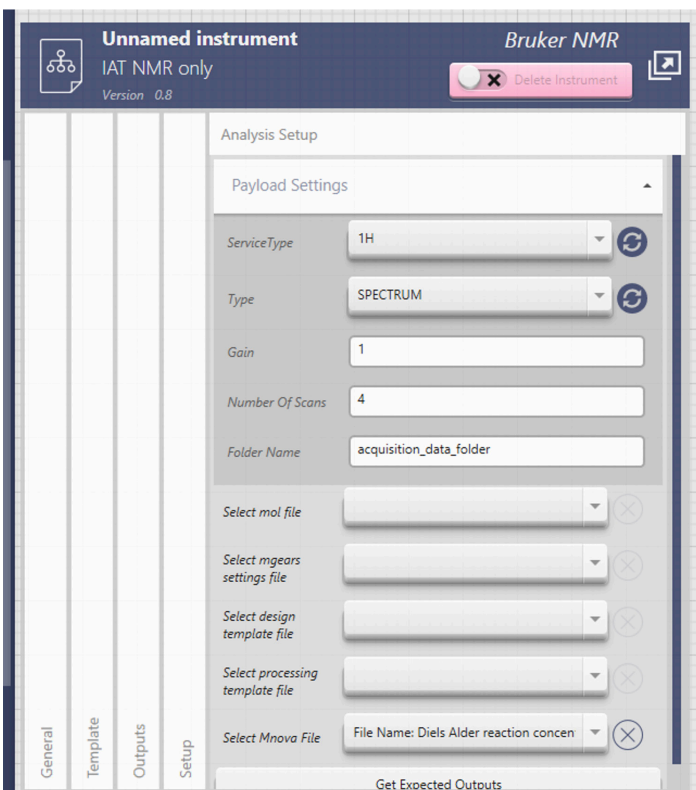 Unnamed instrument
Bruker NMR
IAT NMR only
Delete Instrument
Version 0.8
Analysis Setup
Payload Settings
ServiceType
1H
Type
SPECTRUM
Gain
1
Number Of Scans
4
Folder Name
acquisition_data_folder
Select mol file
Select mgears
settings file
Select design
template file
Select processing
template file
Select Mnova File
File Name: Diels Alder reaction concen
General
Template
Outputs
Setup
Get Expected Outputs